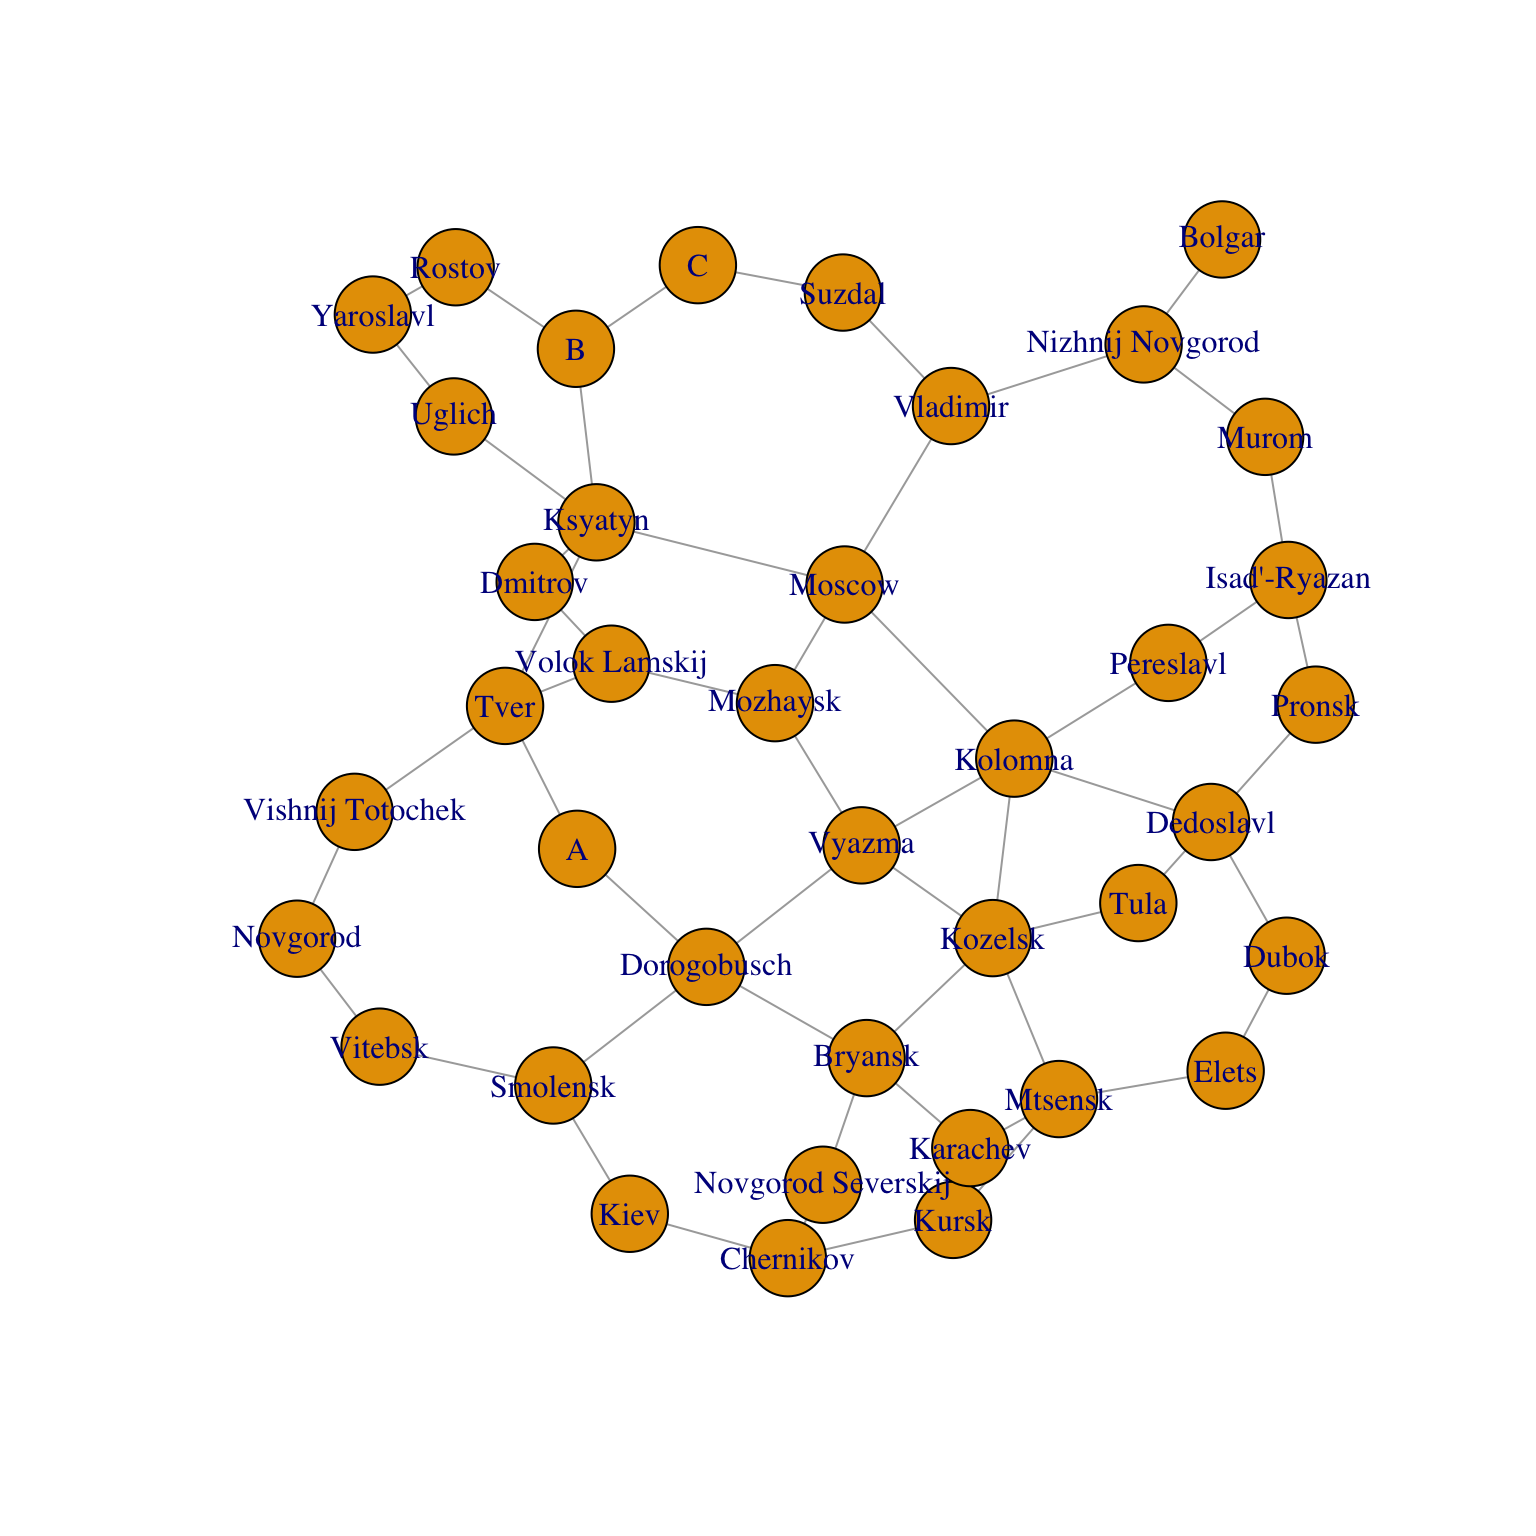 Bolgar
Rostov
C
Suzdal
Yaroslavl
Nizhnij Novgorod
B
Vladimir
Uglich
Murom
Ksyatyn
Dmitrov
Moscow
Isad'-Ryazan
Volok Lamskij
Pereslavl
Tver
Mozhaysk
Pronsk
Kolomna
Vishnij Totochek
Dedoslavl
A
Vyazma
Tula
Novgorod
Kozelsk
Dorogobusch
Dubok
Vitebsk
Bryansk
Elets
Smolensk
Mtsensk
Karachev
Novgorod Severskij
Kiev
Kursk
Chernikov